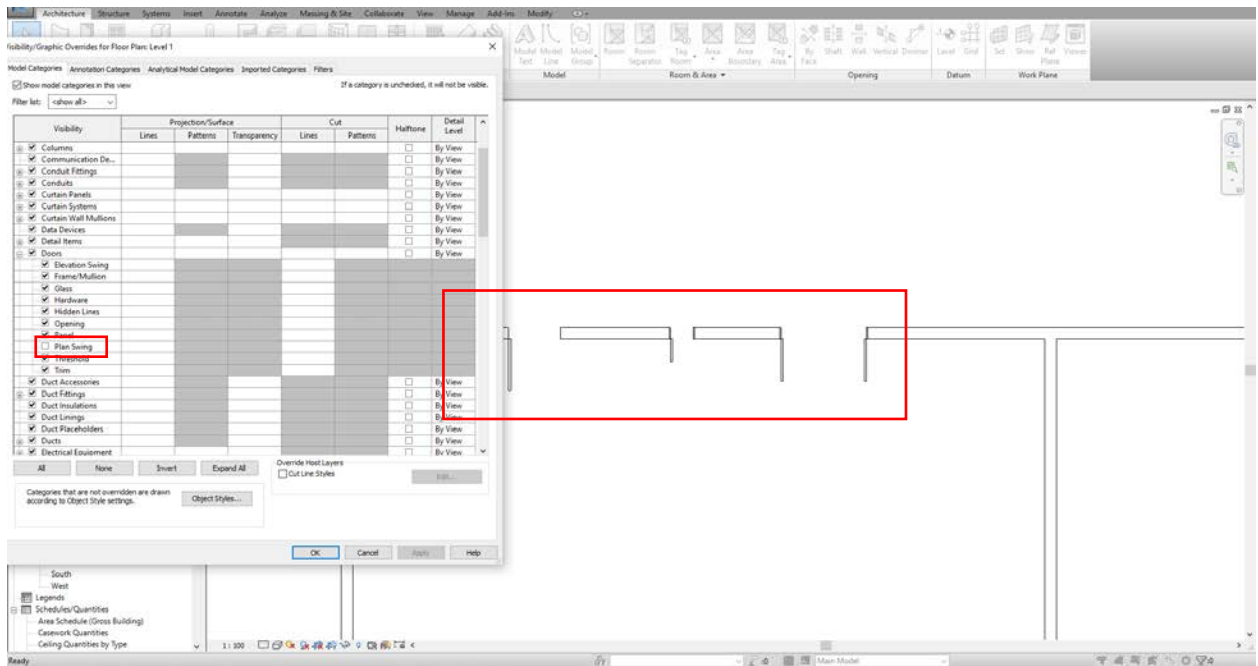 Architecture Structure Systems Insert Annotate Analyze Massing & Site Collaborate View Manage Add-Ins Modify
Model Model Model Room Room Tag Area Area Tag By Shaft Wall Vertical Dormer Level Grid Set Show Ref Viewer
Text Line Group Separator Room Boundary Area Face Plane
Model Room & Area Opening Datum Work Plane
Visibility/Graphic Overrides for Floor Plan: Level 1
Model Categories Annotation Categories Analytical Model Categories Imported Categories Filters
Show model categories in this view If a category is unchecked, it will not be visible.
Filter list: <show all>
Visibility Projection/Surface Cut Halftone Detail Level
Lines Patterns Transparency Lines Patterns
Columns By View
Communication De... By View
Conduit Fittings By View
Conduits By View
Curtain Panels By View
Curtain Systems By View
Curtain Wall Mullions By View
Data Devices By View
Detail Items By View
Doors By View
Elevation Swing
Frame/Mullion
Glass
Hardware
Hidden Lines
Opening
Panel
Plan Swing
Threshold
Trim
Duct Accessories By View
Duct Fittings By View
Duct Insulations By View
Duct Linings By View
Duct Placeholders By View
Ducts By View
Electrical Equipment By View
All None Invert Expand All
Override Host Layers
Cut Line Styles Edit...
Categories that are not overridden are drawn
according to Object Style settings.
Object Styles...
OK Cancel Apply Help
South
West
Legends
Schedules/Quantities
Area Schedule (Gross Building)
Casework Quantities
Ceiling Quantities by Type
1 : 100
Ready :0 Main Model :0